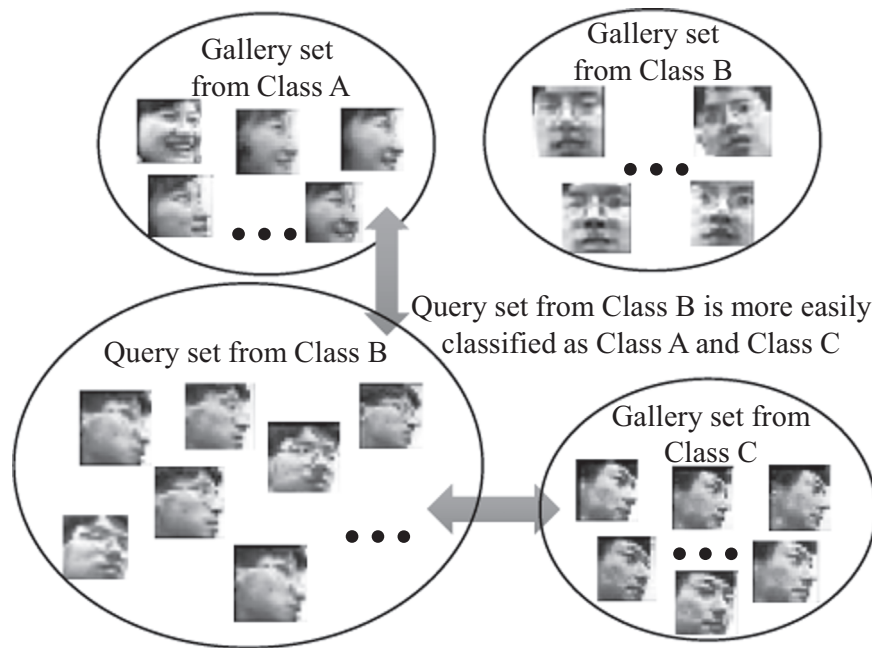 Gallery set
from Class A
Gallery set
from Class B
Query set from Class B is more easily
classified as Class A and Class C
Query set from Class B
Gallery set from
Class C